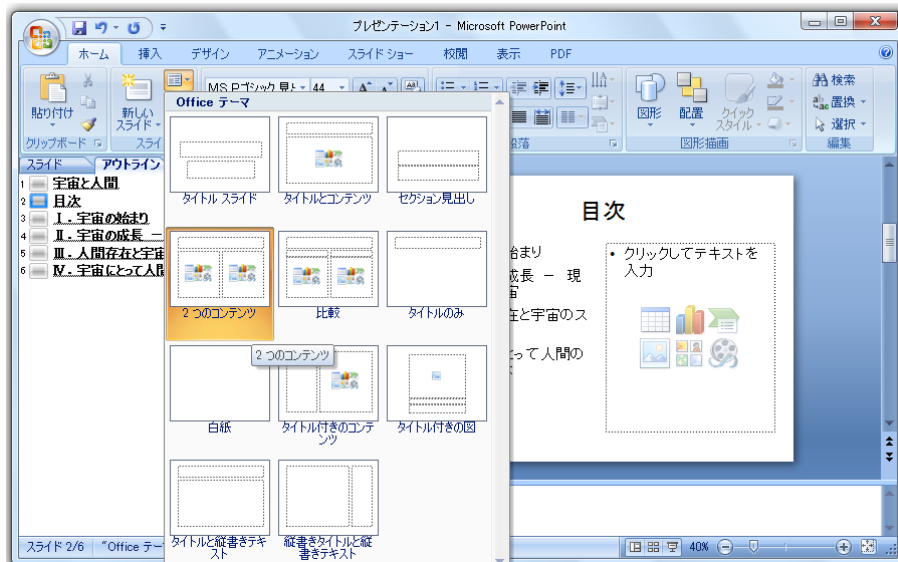 プレゼンテーション1 - Microsoft PowerPoint
ホーム 挿入 デザイン アニメーション スライド ショー 校閲 表示 PDF
MS Pゴシック 見 44
貼り付け 新しい スライド 図形 配置 クイック スタイル 検索 置換 選択
クリップボード スライ 段落 図形描画 編集
スライド アウトライン
1 宇宙と人間
2 目次
3 Ⅰ. 宇宙の始まり
4 Ⅱ. 宇宙の成長 −
5 Ⅲ. 人間存在と宇宙
6 Ⅳ. 宇宙にとって人間
Office テーマ
タイトル スライド タイトルとコンテンツ セクション見出し
2 つのコンテンツ 比較 タイトルのみ
2 つのコンテンツ
白紙 タイトル付きのコンテンツ タイトル付きの図
タイトルと縦書きテキスト 縦書きタイトルと縦書きテキスト
目次
始まり
成長 − 現
宙
在と宇宙のス
とって人間の
• クリックしてテキストを
入力
スライド 2/6 "Office テー
40%